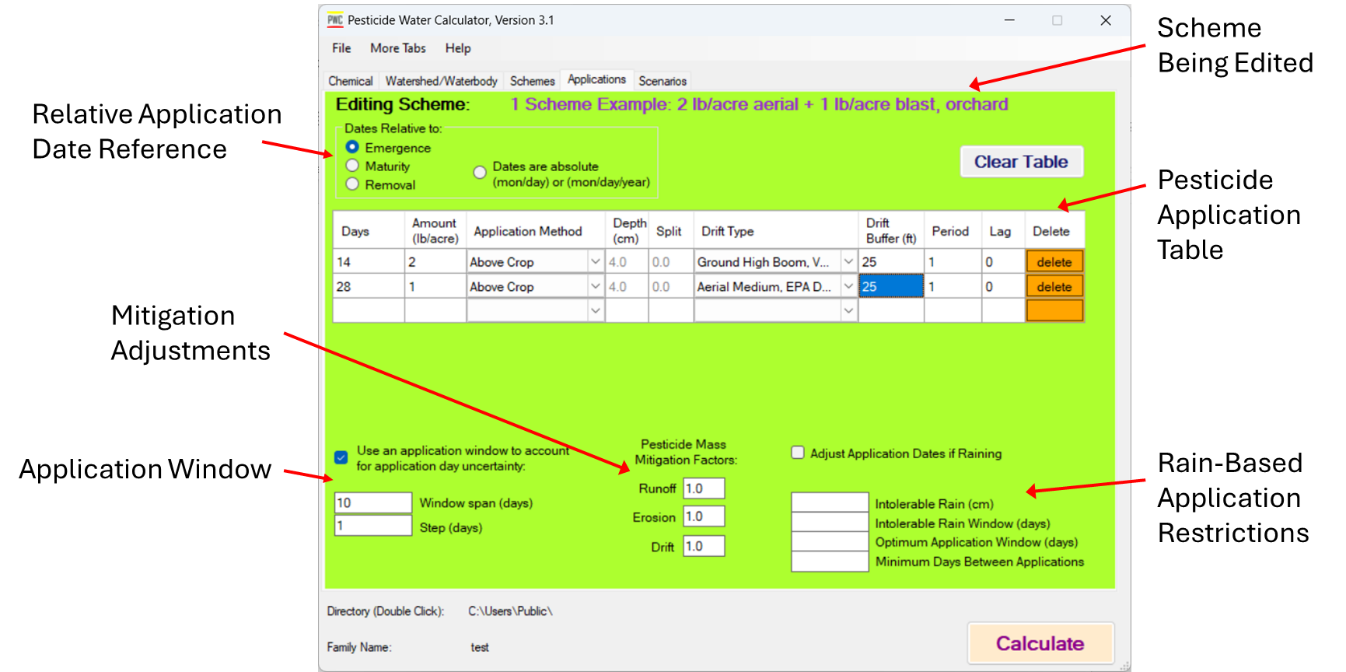 PWC Pesticide Water Calculator, Version 3.1
File More Tabs Help
Chemical Watershed/Waterbody Schemes Applications Scenarios
Scheme
Being Edited
Editing Scheme: 1 Scheme Example: 2 lb/acre aerial + 1 lb/acre blast, orchard
Relative Application
Date Reference
Dates Relative to:
Emergence
Maturity
Removal
Dates are absolute
(mon/day) or (mon/day/year)
Clear Table
Pesticide
Application
Table
Days Amount (lb/acre) Application Method Depth (cm) Split Drift Type Drift Buffer (ft) Period Lag Delete
14 2 Above Crop 4.0 0.0 Ground High Boom, V... 25 1 0 delete
28 1 Above Crop 4.0 0.0 Aerial Medium, EPA D... 25 1 0 delete
Mitigation
Adjustments
Application Window
Use an application window to account
for application day uncertainty:
10 Window span (days)
1 Step (days)
Pesticide Mass
Mitigation Factors:
Runoff 1.0
Erosion 1.0
Drift 1.0
Adjust Application Dates if Raining
Intolerable Rain (cm)
Intolerable Rain Window (days)
Optimum Application Window (days)
Minimum Days Between Applications
Rain-Based
Application
Restrictions
Directory (Double Click): C:\Users\Public\
Family Name: test
Calculate